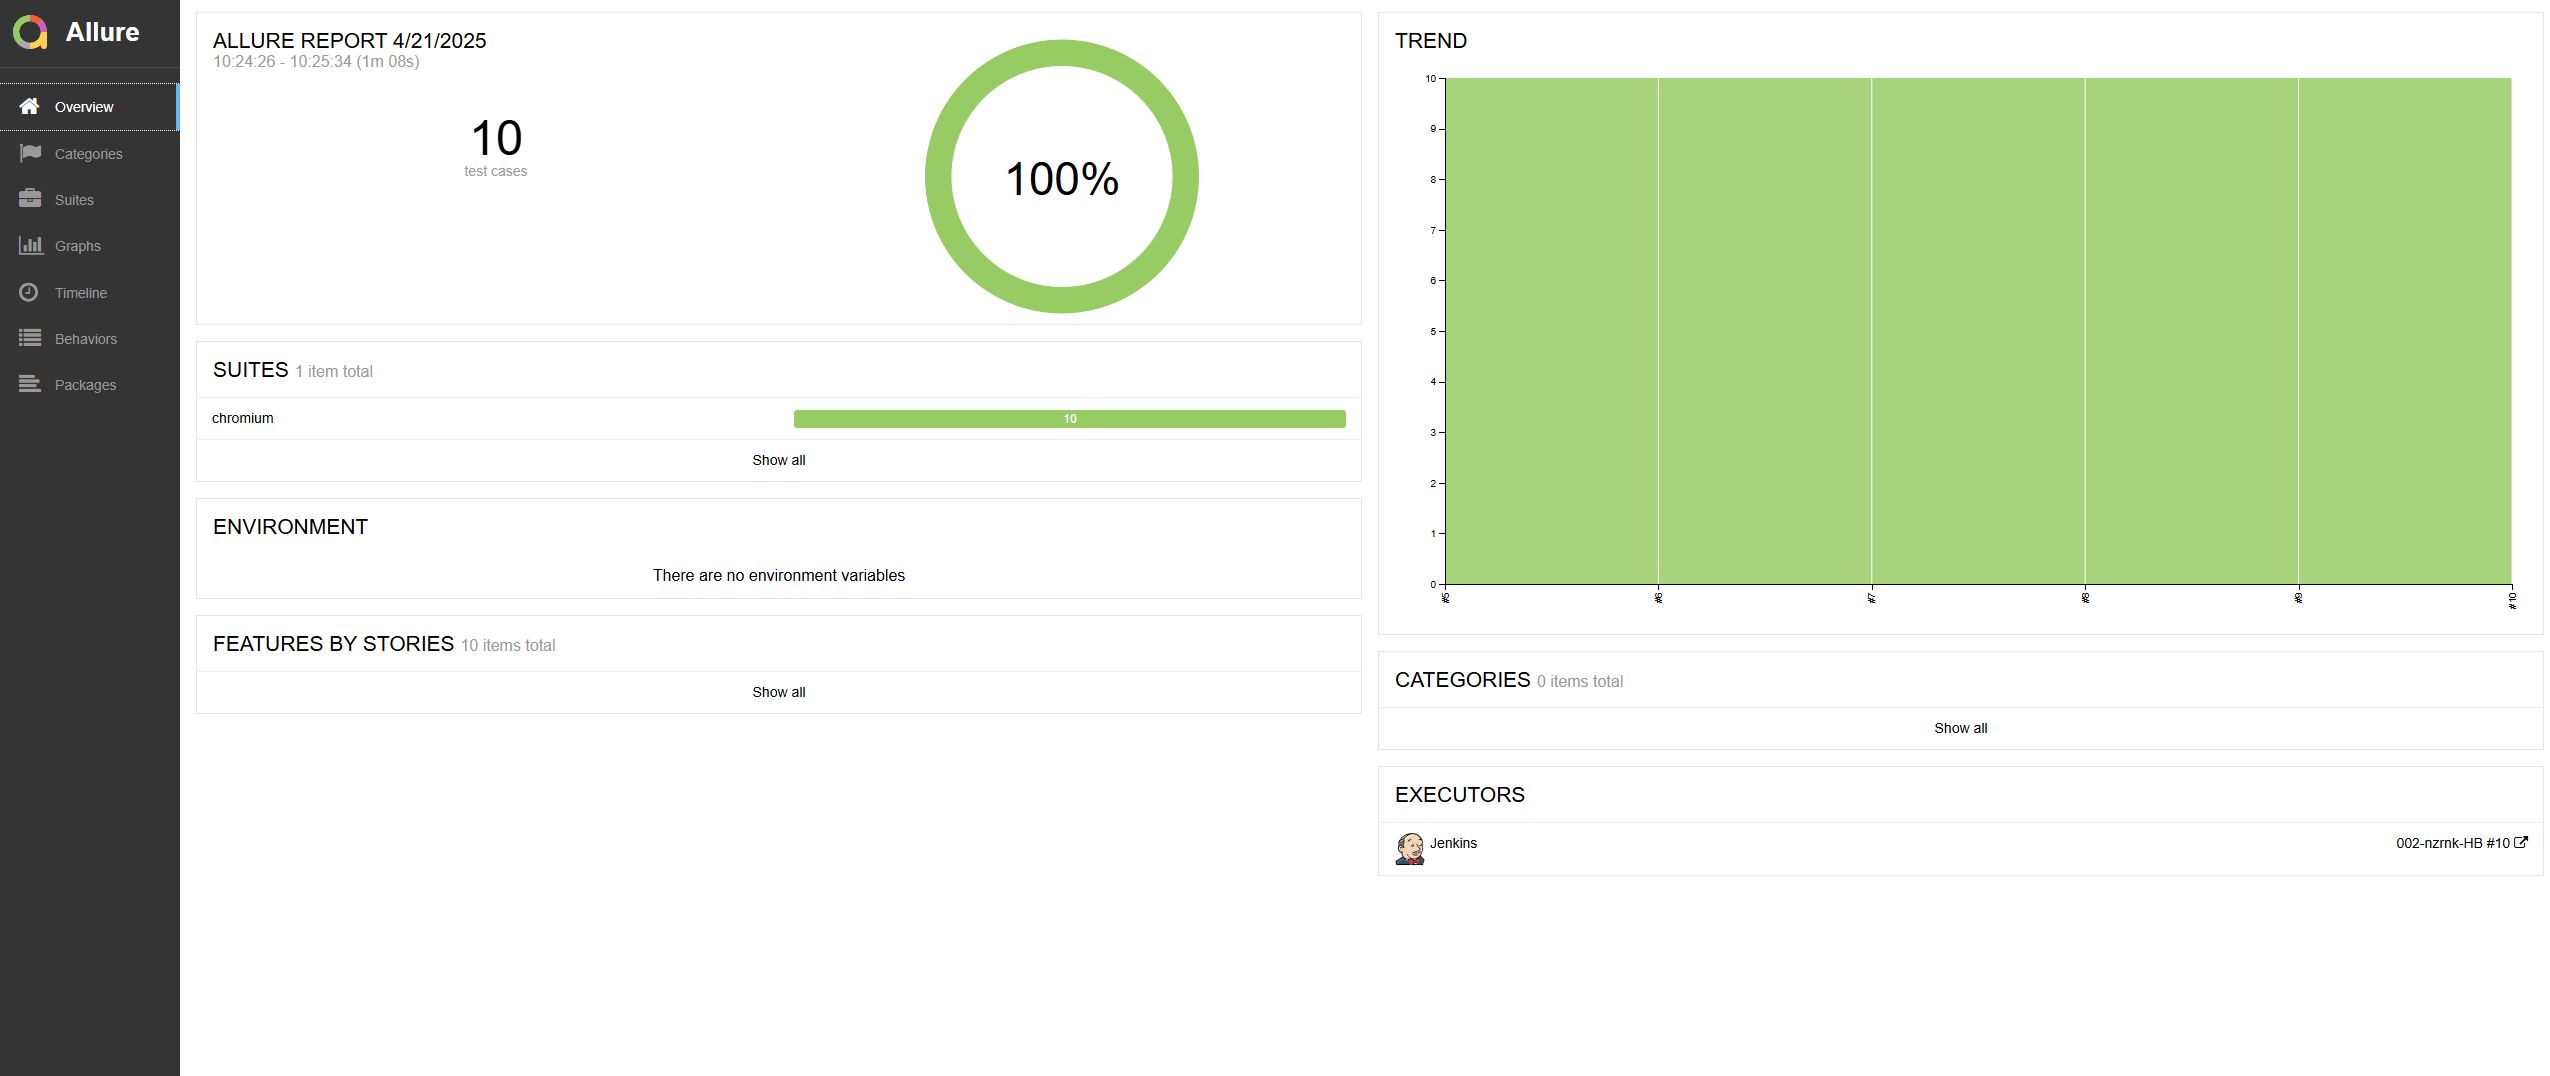 Allure
Overview
Categories
Suites
Graphs
Timeline
Behaviors
Packages
ALLURE REPORT 4/21/2025
10:24:26 - 10:25:34 (1m 08s)
10
test cases
100%
SUITES 1 item total
chromium 10
Show all
ENVIRONMENT
There are no environment variables
FEATURES BY STORIES 10 items total
Show all
TREND
10
9
8
7
6
5
4
3
2
1
0
#5 #6 #7 #8 #9 #10
CATEGORIES 0 items total
Show all
EXECUTORS
Jenkins 002-nzrnk-HB #10